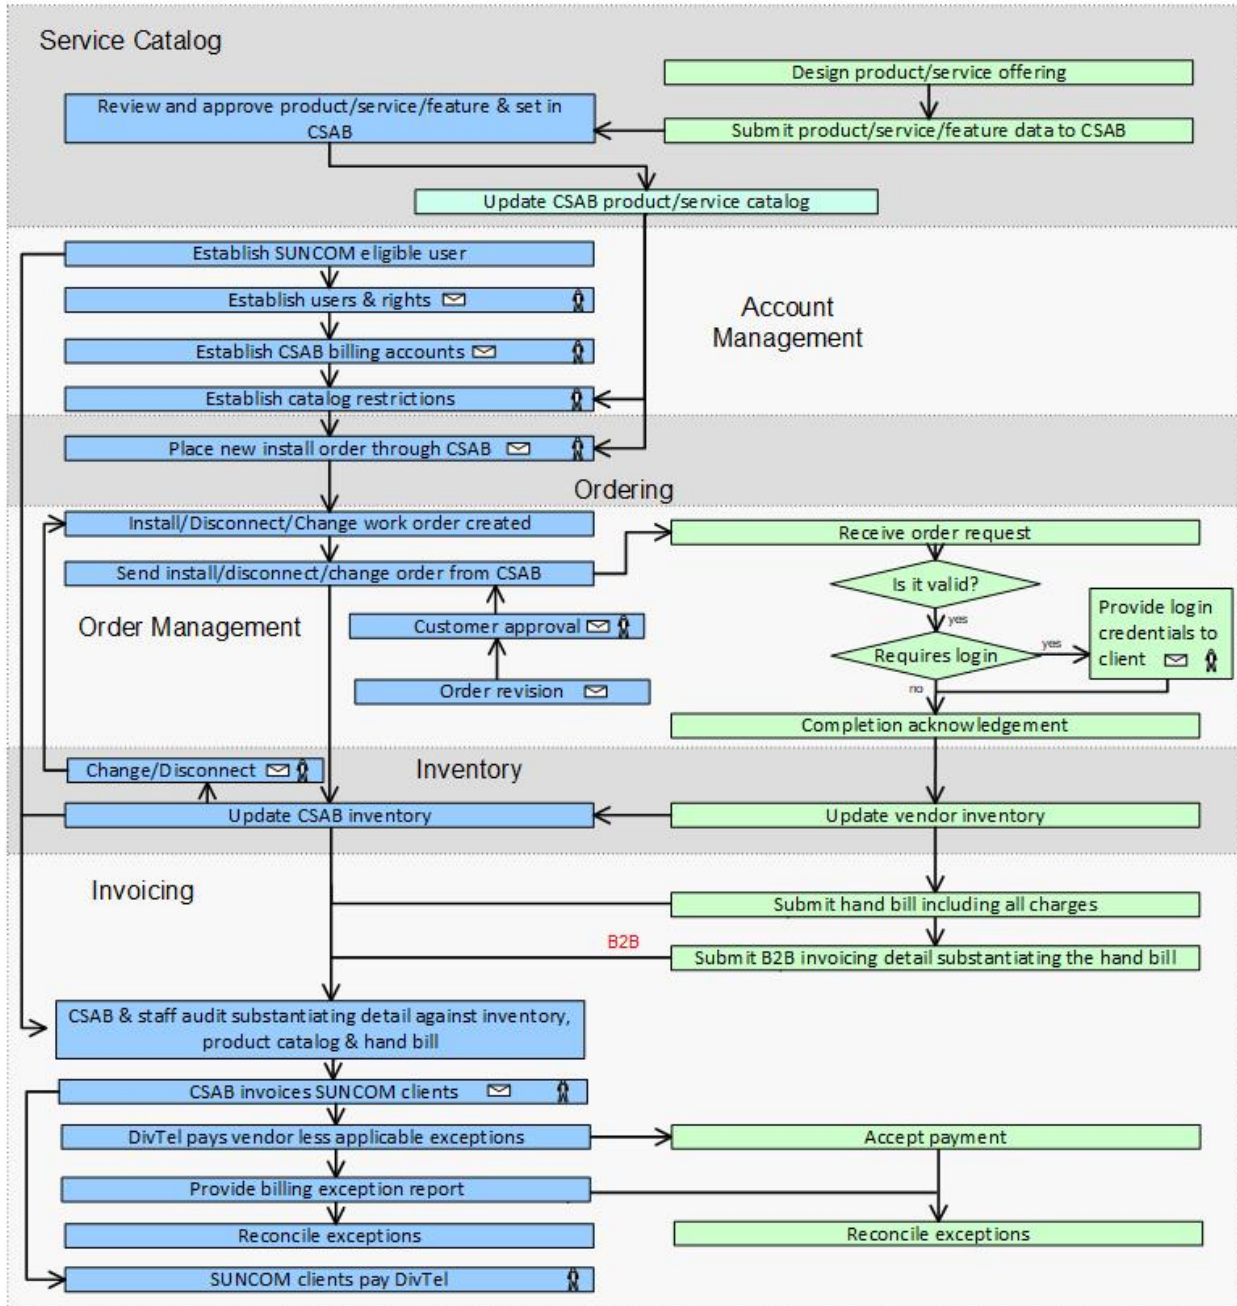 Service Catalog
Design product/service offering
Review and approve product/service/feature & set in
CSAB
Submit product/service/feature data to CSAB
Update CSAB product/service catalog
Establish SUNCOM eligible user
Establish users & rights
Account
Management
Establish CSAB billing accounts
Establish catalog restrictions
Place new install order through CSAB
Ordering
Install/Disconnect/Change work order created
Receive order request
Send install/disconnect/change order from CSAB
Is it valid?
yes
Order Management
Customer approval
Provide login
credentials to
client
Requires login
yes
no
Order revision
Completion acknowledgement
Change/Disconnect
Inventory
Update CSAB inventory
Update vendor inventory
Invoicing
Submit hand bill including all charges
B2B
Submit B2B invoicing detail substantiating the hand bill
CSAB & staff audit substantiating detail against inventory,
product catalog & hand bill
CSAB invoices SUNCOM clients
DivTel pays vendor less applicable exceptions
Accept payment
Provide billing exception report
Reconcile exceptions
Reconcile exceptions
SUNCOM clients pay DivTel